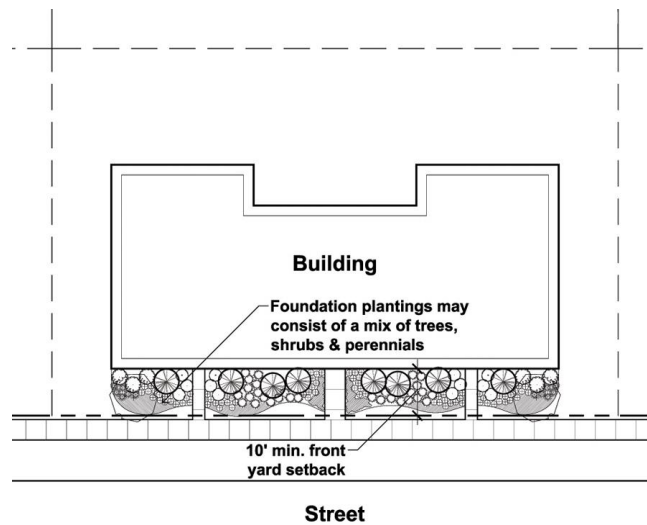 Building
Foundation plantings may
consist of a mix of trees,
shrubs & perennials
10' min. front
yard setback
Street